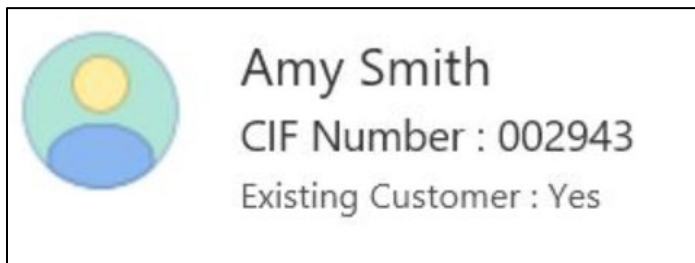 Amy Smith
CIF Number : 002943
Existing Customer : Yes